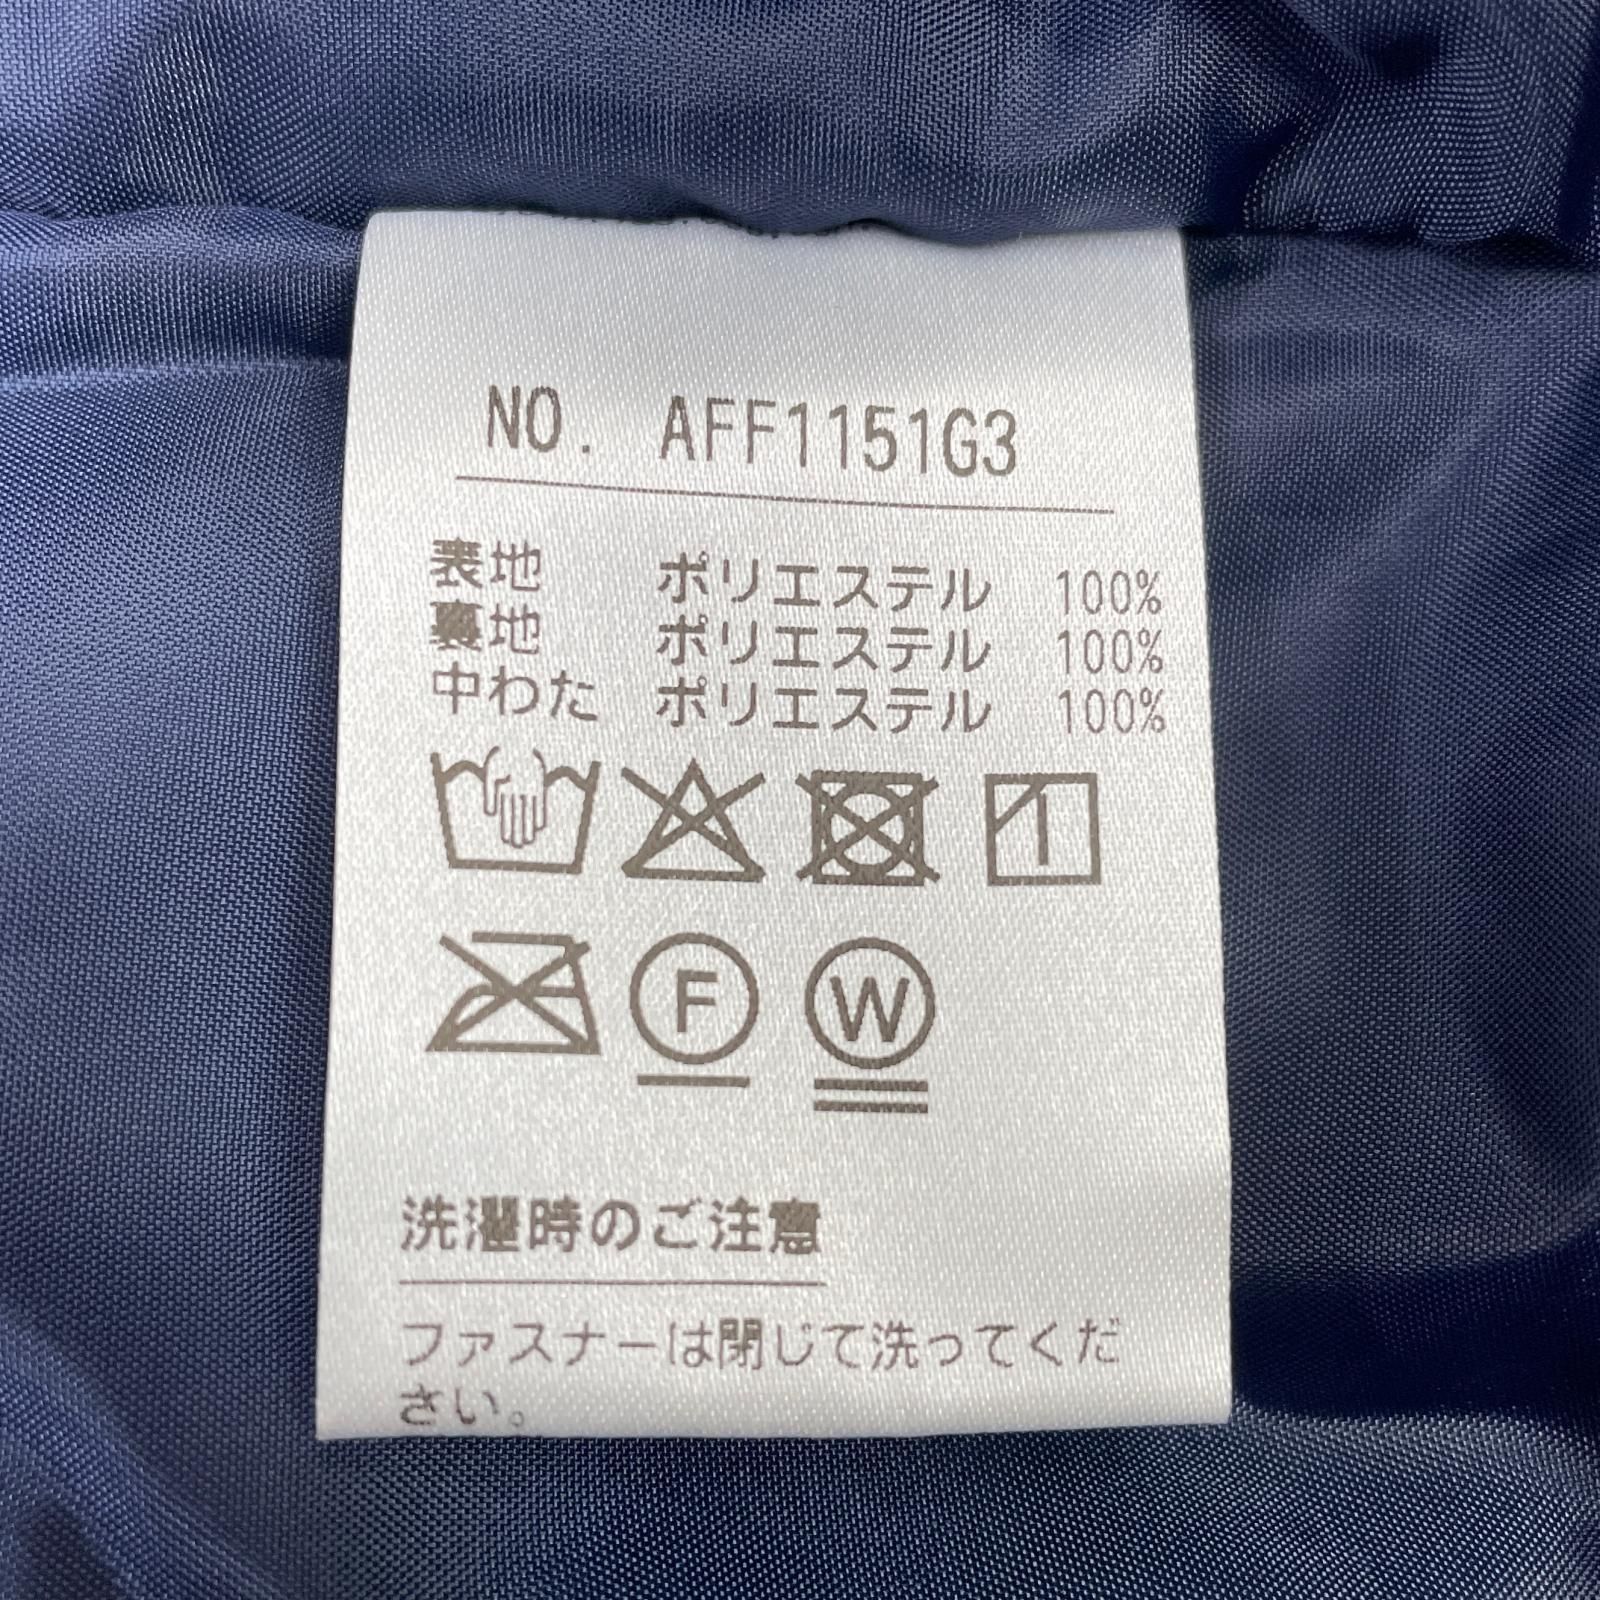 NO. AFF1151G3
表地 ポリエステル 100%
裏地 ポリエステル 100%
中わた ポリエステル 100%
F W
洗濯時のご注意
ファスナーは閉じて洗ってくだ
さい。